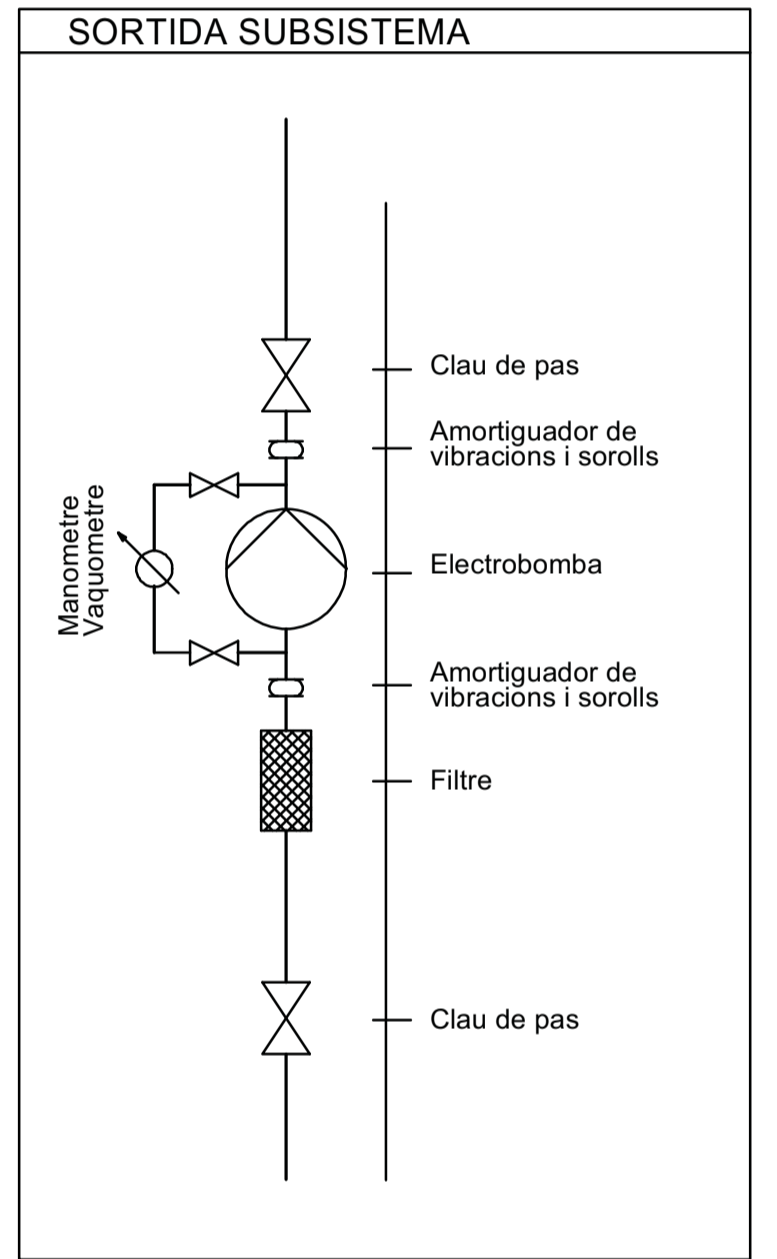 SORTIDA SUBSISTEMA
Clau de pas
Amortiguador de
vibracions i sorolls
Manometre
Vaquometre
Electrobomba
Amortiguador de
vibracions i sorolls
Filtre
Clau de pas